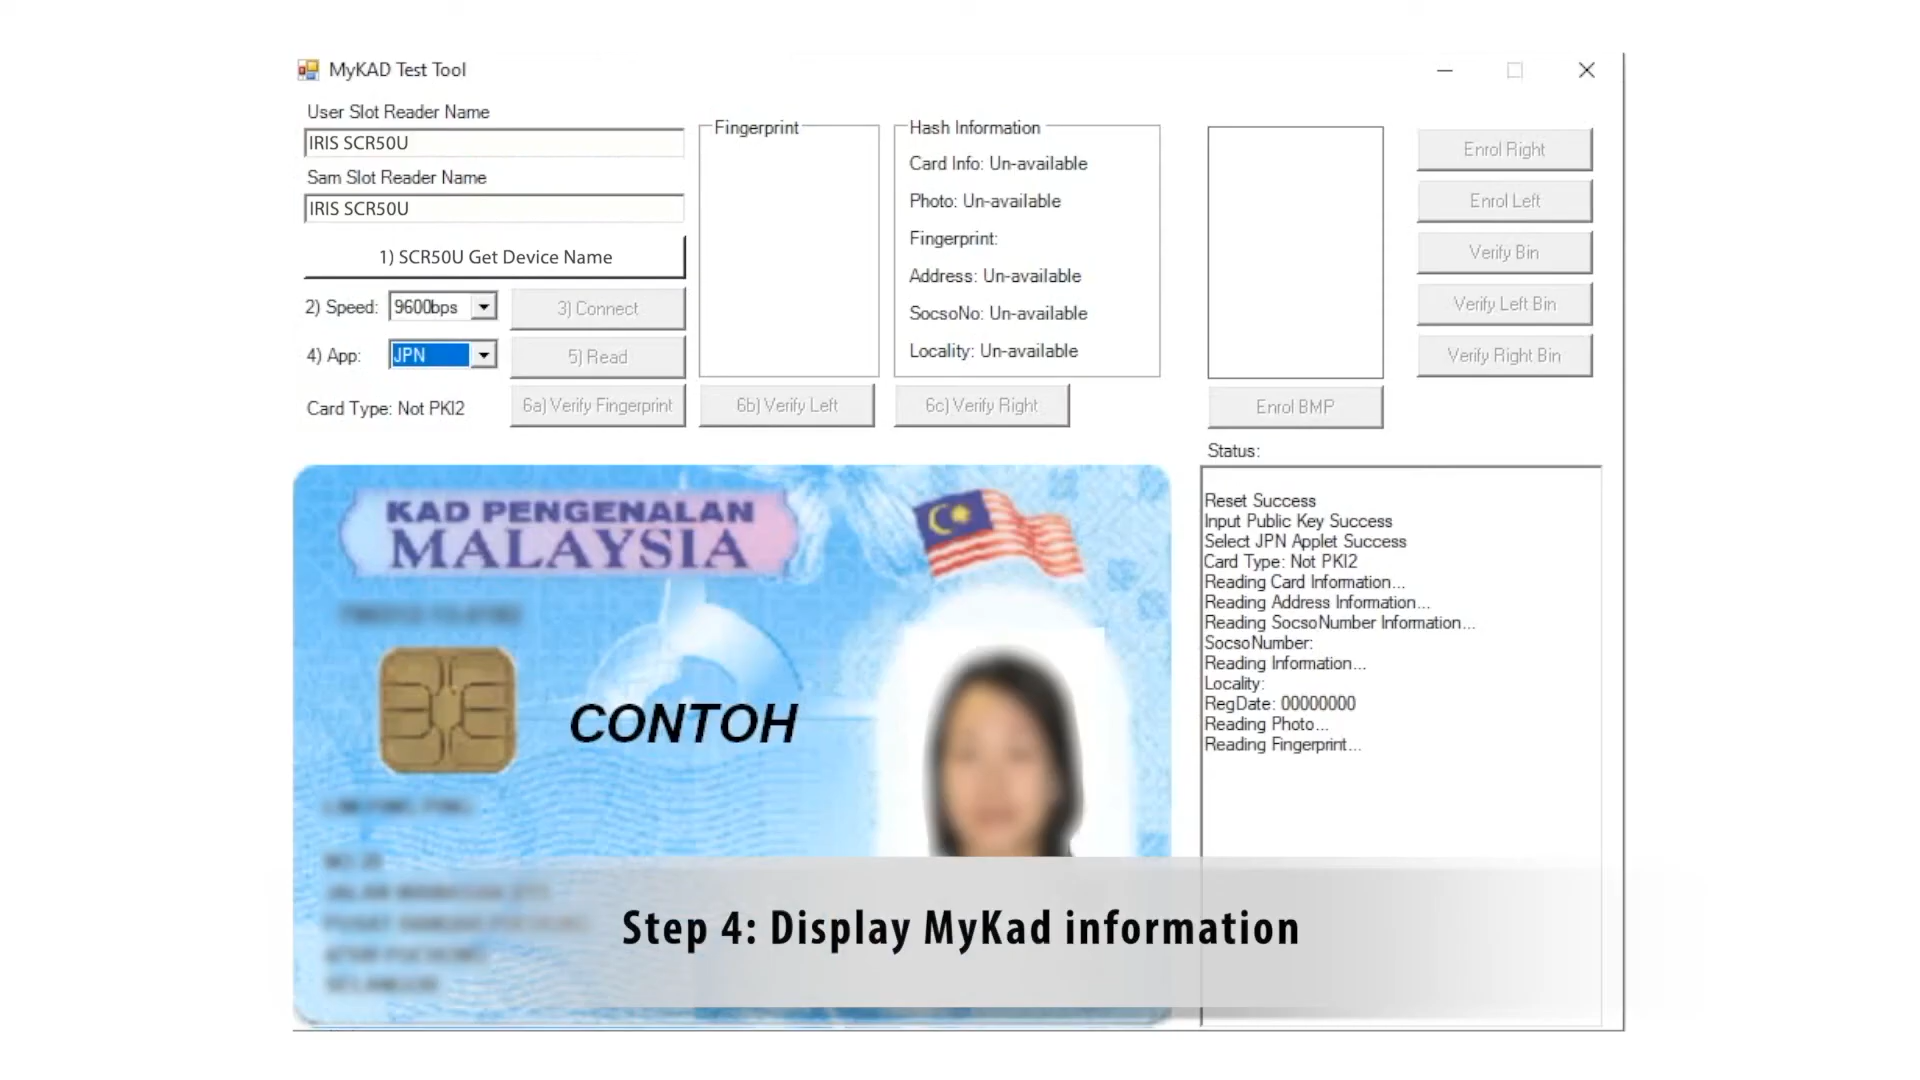 MyKAD Test Tool
User Slot Reader Name
IRIS SCR50U
Sam Slot Reader Name
IRIS SCR50U
1) SCR50U Get Device Name
2) Speed: 9600bps 3) Connect
4) App: JPN 5) Read
Card Type: Not PKI2 6a) Verify Fingerprint 6b) Verify Left 6c) Verify Right
Fingerprint
Hash Information
Card Info: Un-available
Photo: Un-available
Fingerprint:
Address: Un-available
SocsoNo: Un-available
Locality: Un-available
Enrol BMP
Enrol Right
Enrol Left
Verify Bin
Verify Left Bin
Verify Right Bin
KAD PENGENALAN
MALAYSIA
CONTOH
Status:
Reset Success
Input Public Key Success
Select JPN Applet Success
Card Type: Not PKI2
Reading Card Information...
Reading Address Information...
Reading SocsoNumber Information...
SocsoNumber:
Reading Information...
Locality:
RegDate: 00000000
Reading Photo...
Reading Fingerprint...
Step 4: Display MyKad information